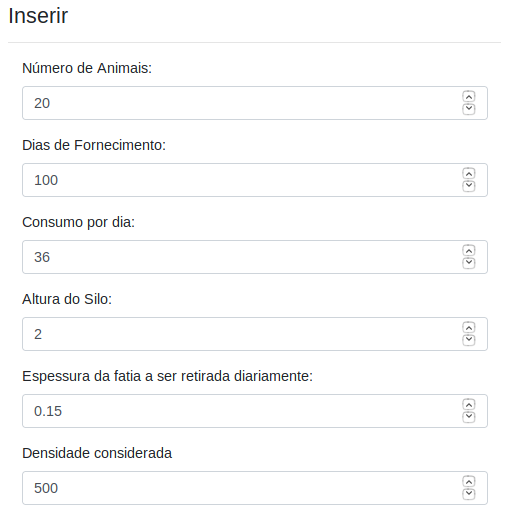 Inserir
Número de Animais:
20
Dias de Fornecimento:
100
Consumo por dia:
36
Altura do Silo:
2
Espessura da fatia a ser retirada diariamente:
0.15
Densidade considerada
500